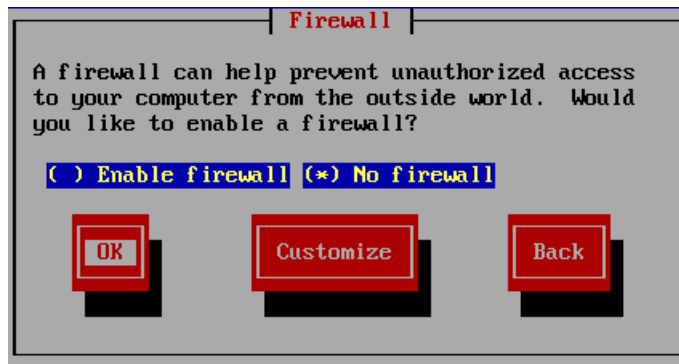 Firewall
A firewall can help prevent unauthorized access
to your computer from the outside world.  Would
you like to enable a firewall?
( ) Enable firewall (*) No firewall
OK Customize Back